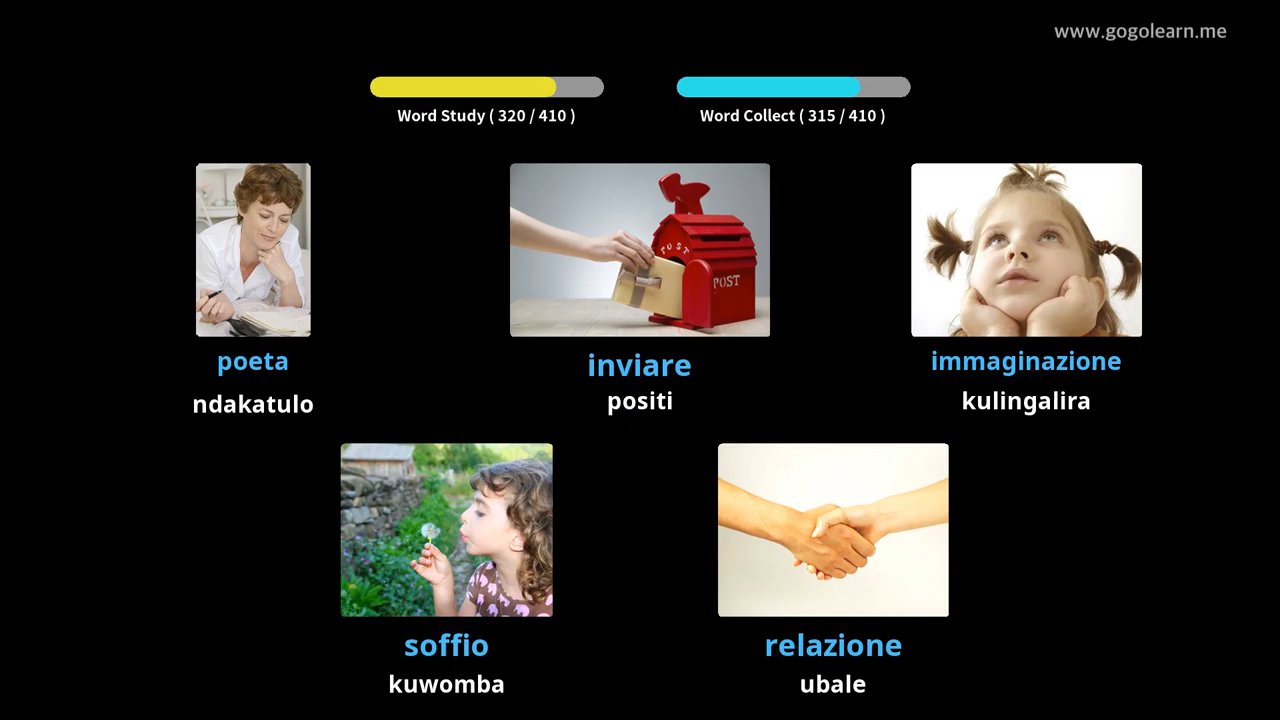 www.gogolearn.me
Word Study ( 320 / 410 )
Word Collect ( 315 / 410 )
POST
POST
poeta
ndakatulo
inviare
positi
immaginazione
kulingalira
soffio
kuwomba
relazione
ubale